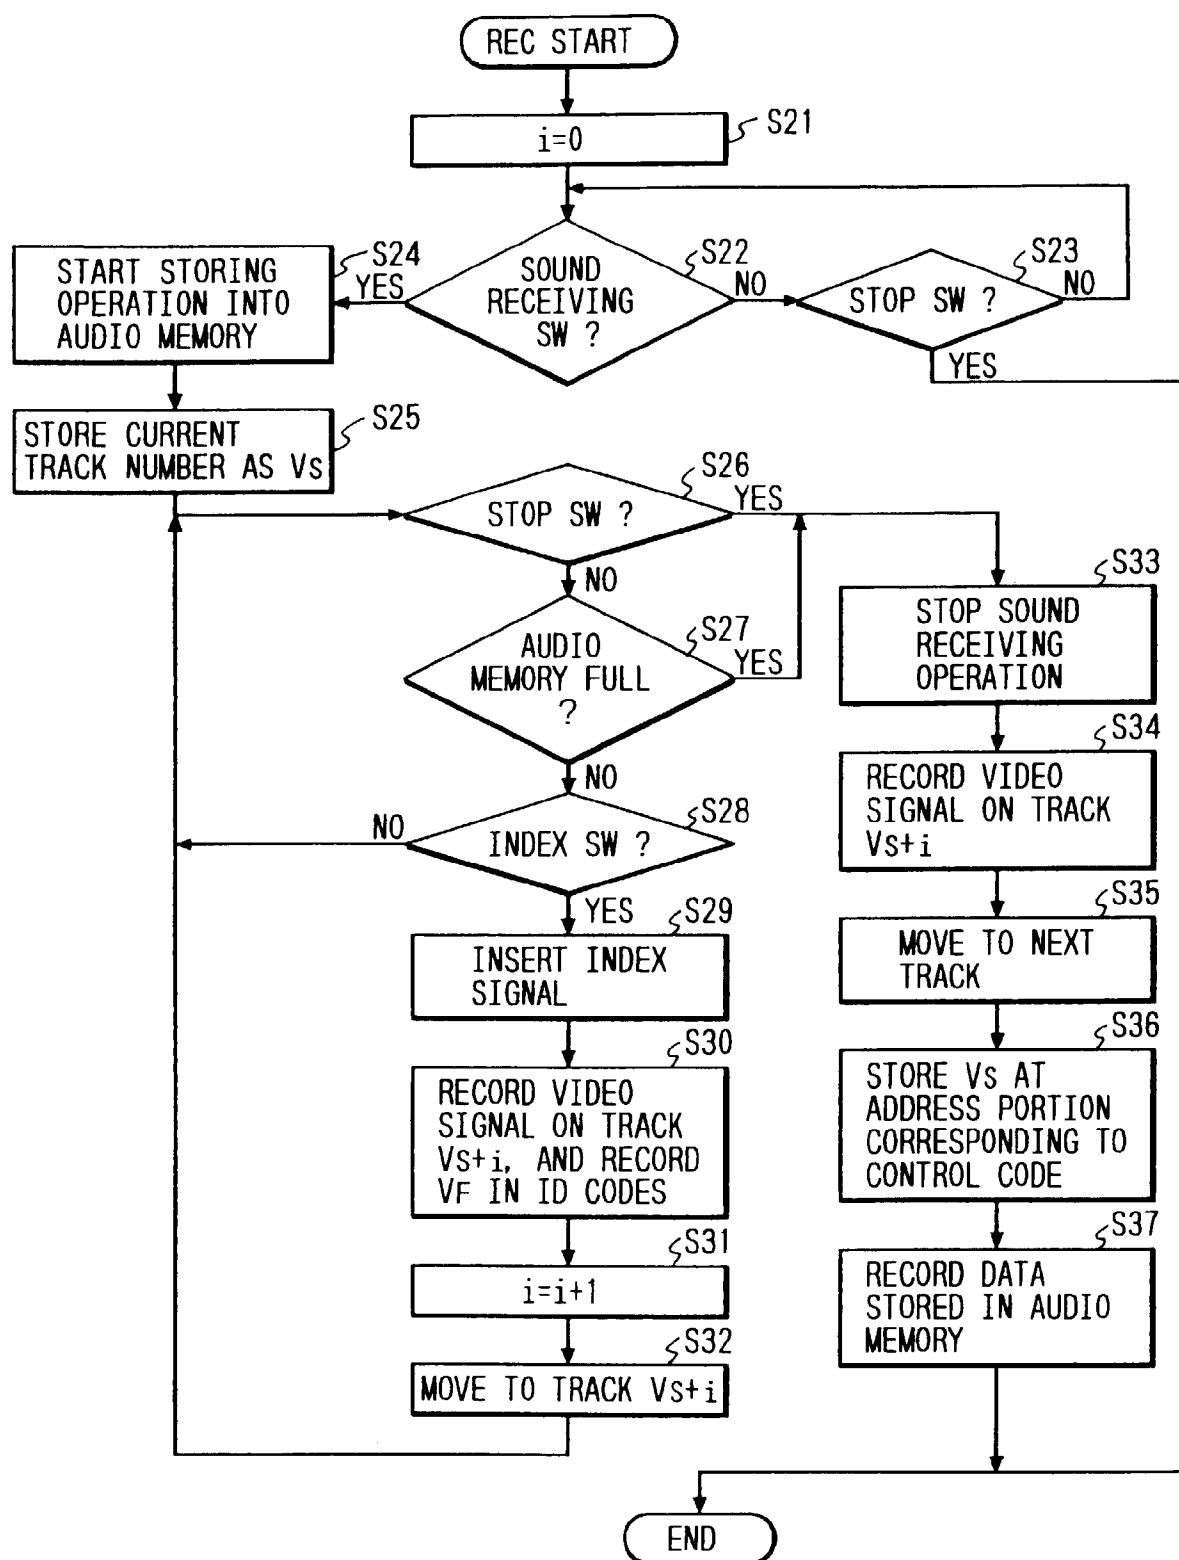 REC START
i=0
S21
SOUND
RECEIVING
SW ?
S22
YES
NO
STOP SW ?
S23
NO
YES
START STORING
OPERATION INTO
AUDIO MEMORY
S24
STORE CURRENT
TRACK NUMBER AS Vs
S25
STOP SW ?
S26
YES
NO
AUDIO
MEMORY FULL
?
S27
YES
NO
INDEX SW ?
S28
NO
YES
INSERT INDEX
SIGNAL
S29
RECORD VIDEO
SIGNAL ON TRACK
Vs+i, AND RECORD
VF IN ID CODES
S30
i=i+1
S31
MOVE TO TRACK Vs+i
S32
STOP SOUND
RECEIVING
OPERATION
S33
RECORD VIDEO
SIGNAL ON TRACK
Vs+i
S34
MOVE TO NEXT
TRACK
S35
STORE Vs AT
ADDRESS PORTION
CORRESPONDING TO
CONTROL CODE
S36
RECORD DATA
STORED IN AUDIO
MEMORY
S37
END